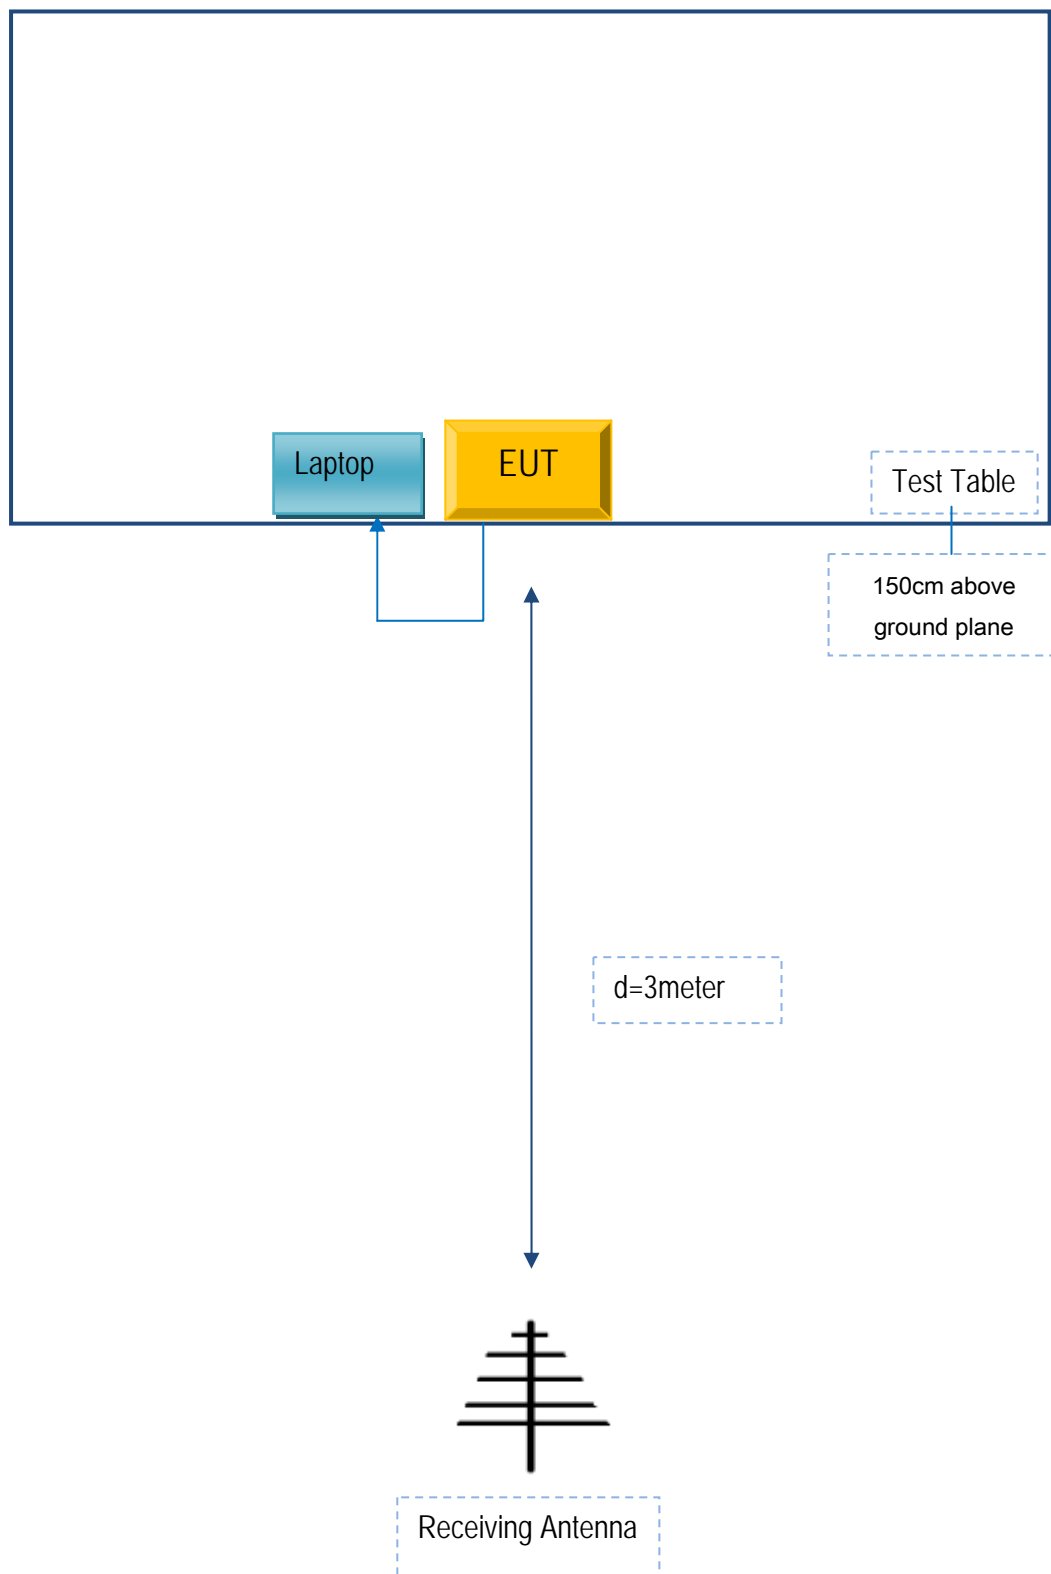 Laptop
EUT
Test Table
150cm above
ground plane
d=3meter
Receiving Antenna